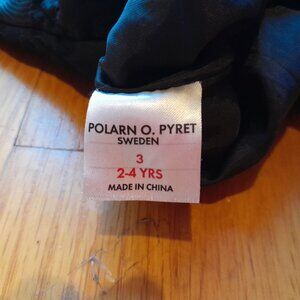 POLARN O. PYRET
SWEDEN
3
2-4 YRS
MADE IN CHINA